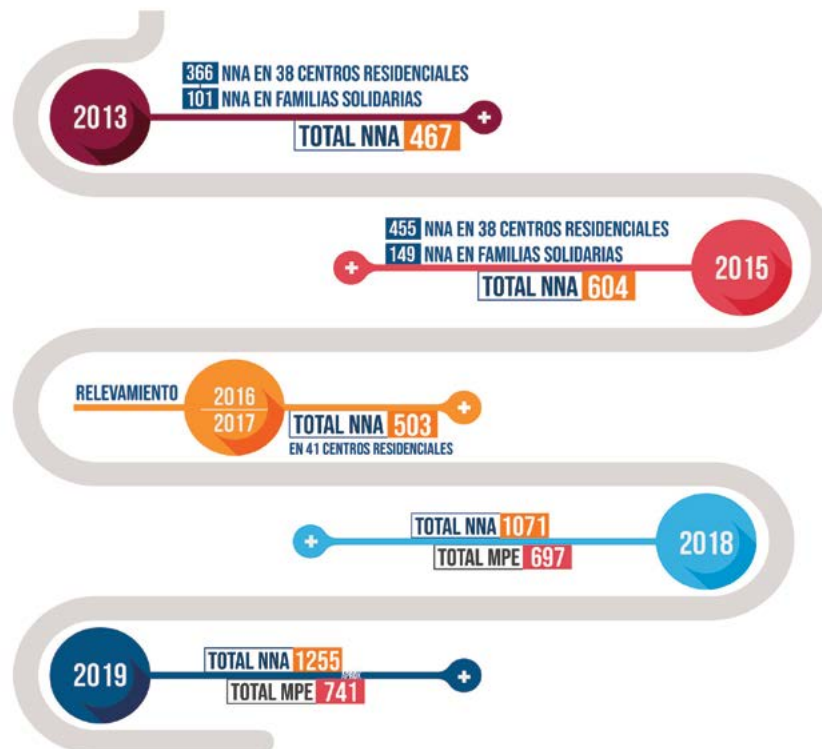 2013
366 NNA EN 38 CENTROS RESIDENCIALES
101 NNA EN FAMILIAS SOLIDARIAS
TOTAL NNA 467
455 NNA EN 38 CENTROS RESIDENCIALES
149 NNA EN FAMILIAS SOLIDARIAS
TOTAL NNA 604
2015
RELEVAMIENTO
2016
2017
TOTAL NNA 503
EN 41 CENTROS RESIDENCIALES
TOTAL NNA 1071
TOTAL MPE 697
2018
2019
TOTAL NNA 1255
TOTAL MPE 741